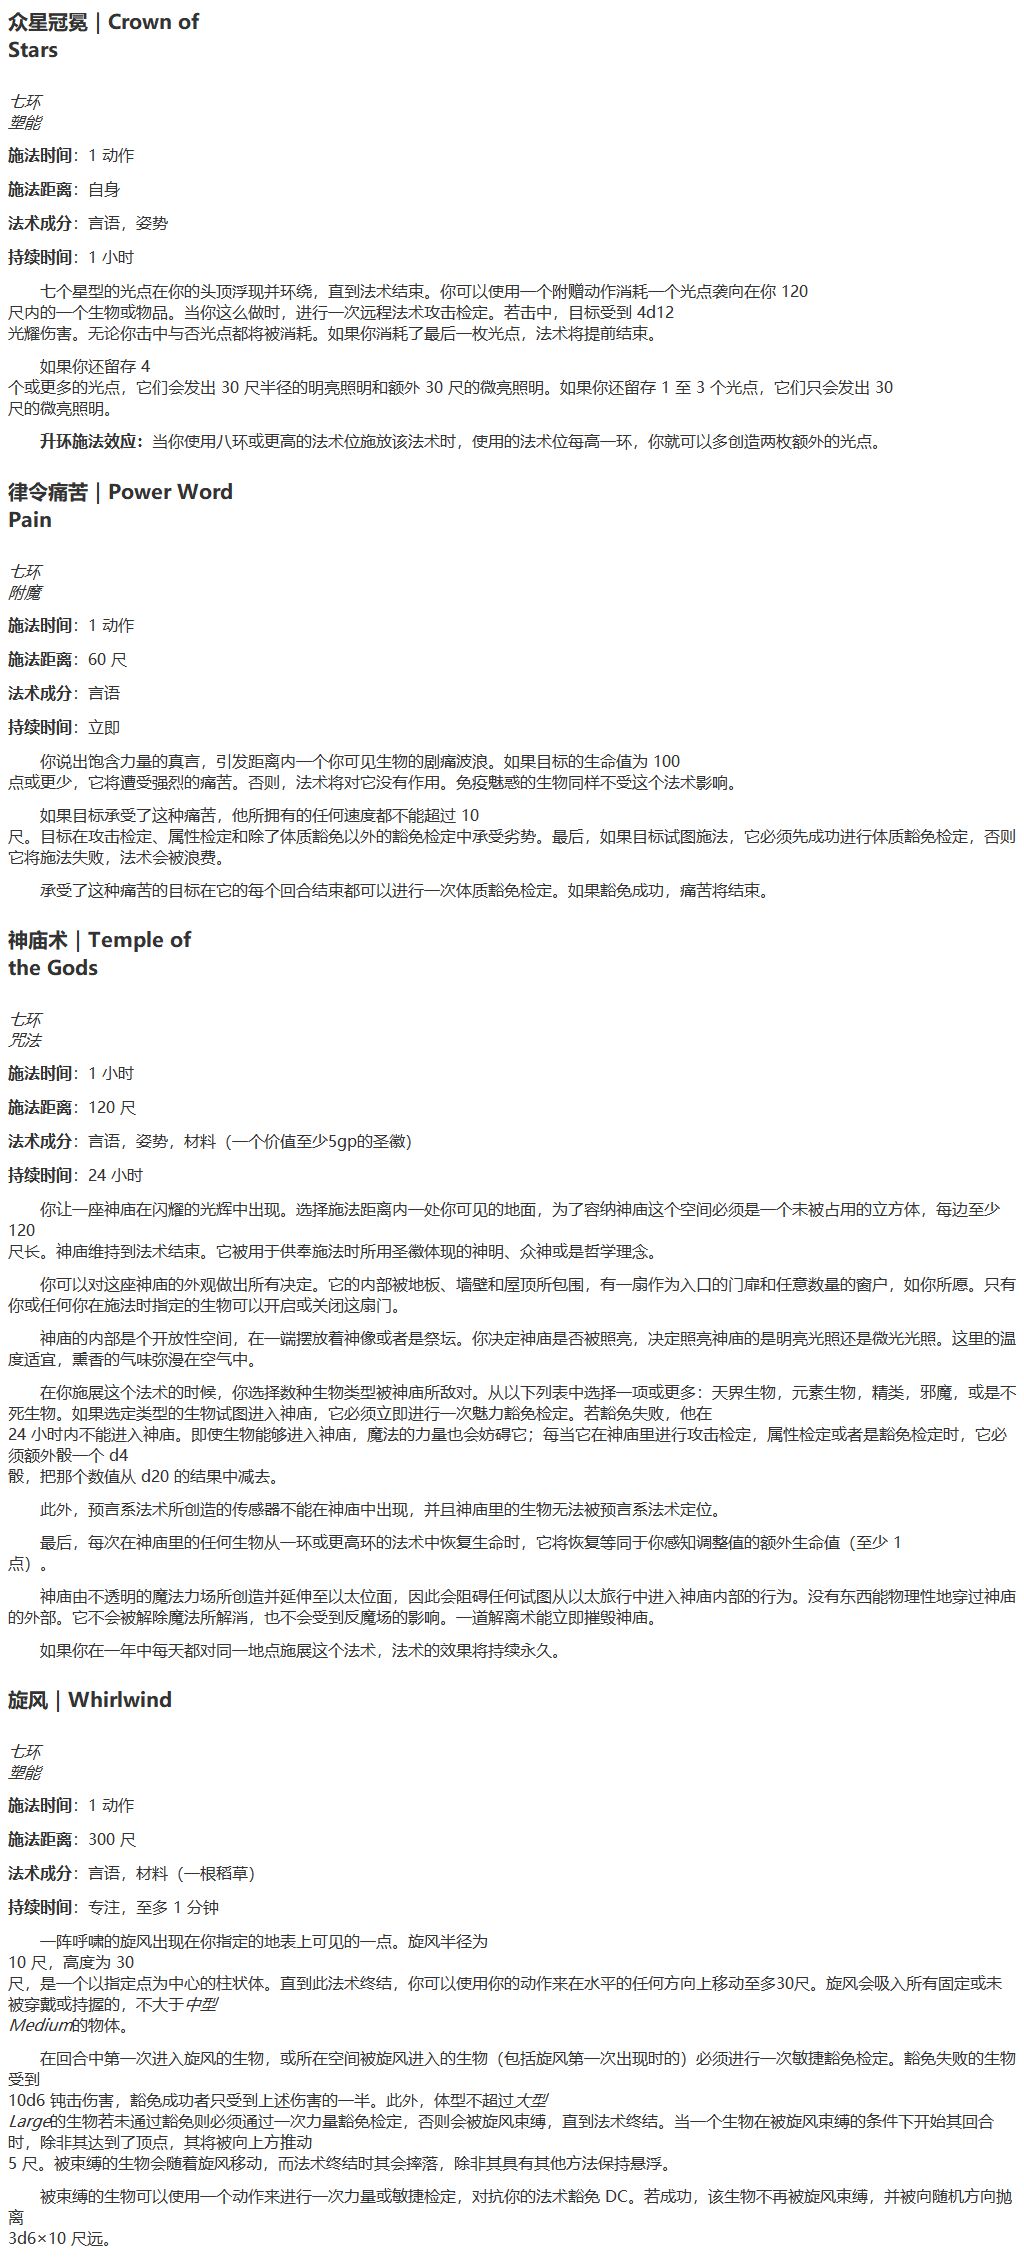 众星冠冕｜Crown of
Stars
七环
塑能
施法时间：1 动作
施法距离：自身
法术成分：言语，姿势
持续时间：1 小时
七个星型的光点在你的头顶浮现并环绕，直到法术结束。你可以使用一个附赠动作消耗一个光点袭向在你 120
尺内的一个生物或物品。当你这么做时，进行一次远程法术攻击检定。若击中，目标受到 4d12
光耀伤害。无论你击中与否光点都将被消耗。如果你消耗了最后一枚光点，法术将提前结束。
如果你还留存 4
个或更多的光点，它们会发出 30 尺半径的明亮照明和额外 30 尺的微亮照明。如果你还留存 1 至 3 个光点，它们只会发出 30
尺的微亮照明。
升环施法效应：当你使用八环或更高的法术位施放该法术时，使用的法术位每高一环，你就可以多创造两枚额外的光点。
律令痛苦｜Power Word
Pain
七环
附魔
施法时间：1 动作
施法距离：60 尺
法术成分：言语
持续时间：立即
你说出饱含力量的真言，引发距离内一个你可见生物的剧痛波浪。如果目标的生命值为 100
点或更少，它将遭受强烈的痛苦。否则，法术将对它没有作用。免疫魅惑的生物同样不受这个法术影响。
如果目标承受了这种痛苦，他所拥有的任何速度都不能超过 10
尺。目标在攻击检定、属性检定和除了体质豁免以外的豁免检定中承受劣势。最后，如果目标试图施法，它必须先成功进行体质豁免检定，否则
它将施法失败，法术会被浪费。
承受了这种痛苦的目标在它的每个回合结束都可以进行一次体质豁免检定。如果豁免成功，痛苦将结束。
神庙术｜Temple of
the Gods
七环
咒法
施法时间：1 小时
施法距离：120 尺
法术成分：言语，姿势，材料（一个价值至少5gp的圣徽）
持续时间：24 小时
你让一座神庙在闪耀的光辉中出现。选择施法距离内一处你可见的地面，为了容纳神庙这个空间必须是一个未被占用的立方体，每边至少
120
尺长。神庙维持到法术结束。它被用于供奉施法时所用圣徽体现的神明、众神或是哲学理念。
你可以对这座神庙的外观做出所有决定。它的内部被地板、墙壁和屋顶所包围，有一扇作为入口的门扉和任意数量的窗户，如你所愿。只有
你或任何你在施法时指定的生物可以开启或关闭这扇门。
神庙的内部是个开放性空间，在一端摆放着神像或者是祭坛。你决定神庙是否被照亮，决定照亮神庙的是明亮光照还是微光光照。这里的温
度适宜，熏香的气味弥漫在空气中。
在你施展这个法术的时候，你选择数种生物类型被神庙所敌对。从以下列表中选择一项或更多：天界生物，元素生物，精类，邪魔，或是不
死生物。如果选定类型的生物试图进入神庙，它必须立即进行一次魅力豁免检定。若豁免失败，他在
24 小时内不能进入神庙。即使生物能够进入神庙，魔法的力量也会妨碍它；每当它在神庙里进行攻击检定，属性检定或者是豁免检定时，它必
须额外骰一个 d4
骰，把那个数值从 d20 的结果中减去。
此外，预言系法术所创造的传感器不能在神庙中出现，并且神庙里的生物无法被预言系法术定位。
最后，每次在神庙里的任何生物从一环或更高环的法术中恢复生命时，它将恢复等同于你感知调整值的额外生命值（至少 1
点）。
神庙由不透明的魔法力场所创造并延伸至以太位面，因此会阻碍任何试图从以太旅行中进入神庙内部的行为。没有东西能物理性地穿过神庙
的外部。它不会被解除魔法所解消，也不会受到反魔场的影响。一道解离术能立即摧毁神庙。
如果你在一年中每天都对同一地点施展这个法术，法术的效果将持续永久。
旋风｜Whirlwind
七环
塑能
施法时间：1 动作
施法距离：300 尺
法术成分：言语，材料（一根稻草）
持续时间：专注，至多 1 分钟
一阵呼啸的旋风出现在你指定的地表上可见的一点。旋风半径为
10 尺，高度为 30
尺，是一个以指定点为中心的柱状体。直到此法术终结，你可以使用你的动作来在水平的任何方向上移动至多30尺。旋风会吸入所有固定或未
被穿戴或持握的，不大于中型
Medium的物体。
在回合中第一次进入旋风的生物，或所在空间被旋风进入的生物（包括旋风第一次出现时的）必须进行一次敏捷豁免检定。豁免失败的生物
受到
10d6 钝击伤害，豁免成功者只受到上述伤害的一半。此外，体型不超过大型
Large的生物若未通过豁免则必须通过一次力量豁免检定，否则会被旋风束缚，直到法术终结。当一个生物在被旋风束缚的条件下开始其回合
时，除非其达到了顶点，其将被向上方推动
5 尺。被束缚的生物会随着旋风移动，而法术终结时其会摔落，除非其具有其他方法保持悬浮。
被束缚的生物可以使用一个动作来进行一次力量或敏捷检定，对抗你的法术豁免 DC。若成功，该生物不再被旋风束缚，并被向随机方向抛
离
3d6×10 尺远。